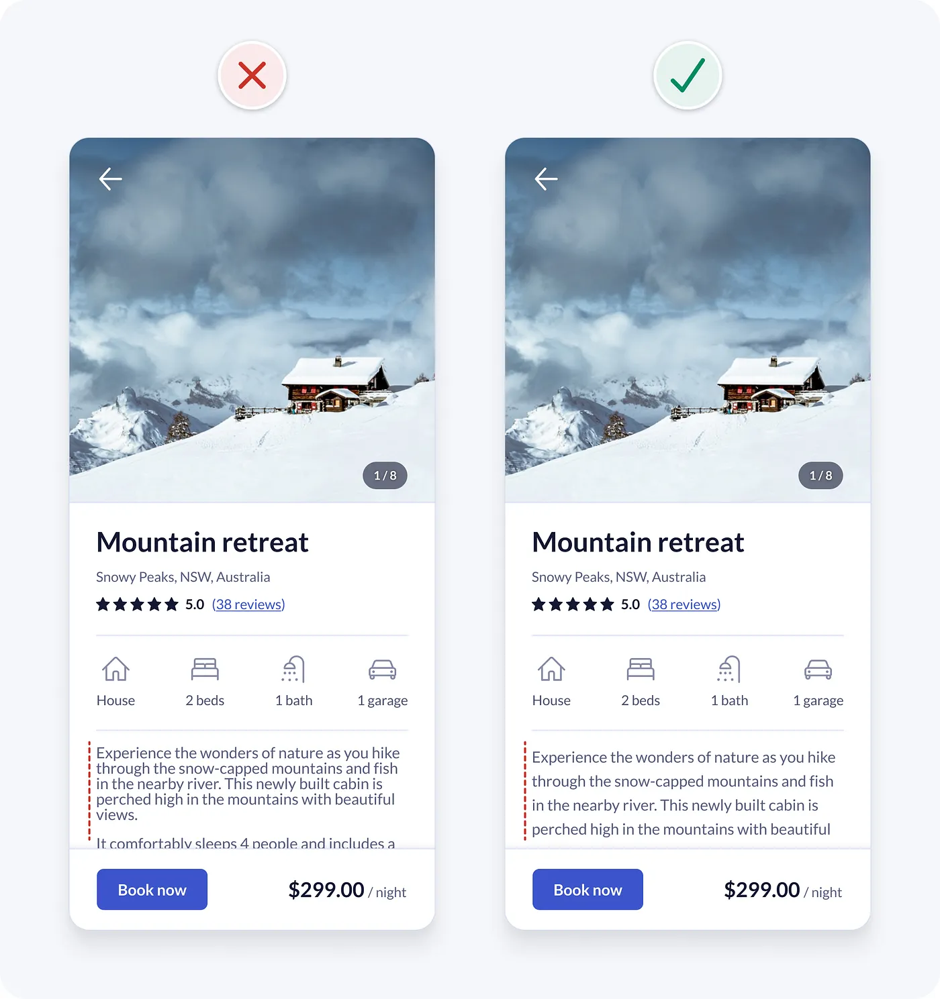 1 / 8
Mountain retreat
Snowy Peaks, NSW, Australia
5.0 (38 reviews)
House 2 beds 1 bath 1 garage
Experience the wonders of nature as you hike
through the snow-capped mountains and fish
in the nearby river. This newly built cabin is
perched high in the mountains with beautiful
views.
It comfortably sleeps 4 people and includes a
Book now $299.00 / night
1 / 8
Mountain retreat
Snowy Peaks, NSW, Australia
5.0 (38 reviews)
House 2 beds 1 bath 1 garage
Experience the wonders of nature as you hike
through the snow-capped mountains and fish
in the nearby river. This newly built cabin is
perched high in the mountains with beautiful
Book now $299.00 / night